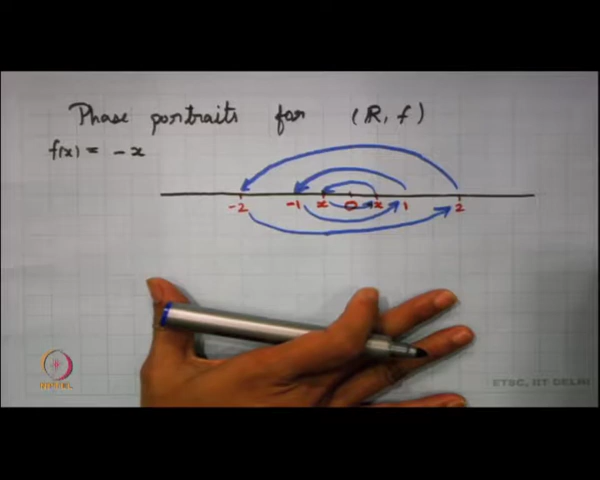 Phase portraits for (R, f)
f(x) = -x
-2 -1 x 0 x 1 2
ETSC, IIT DELHI